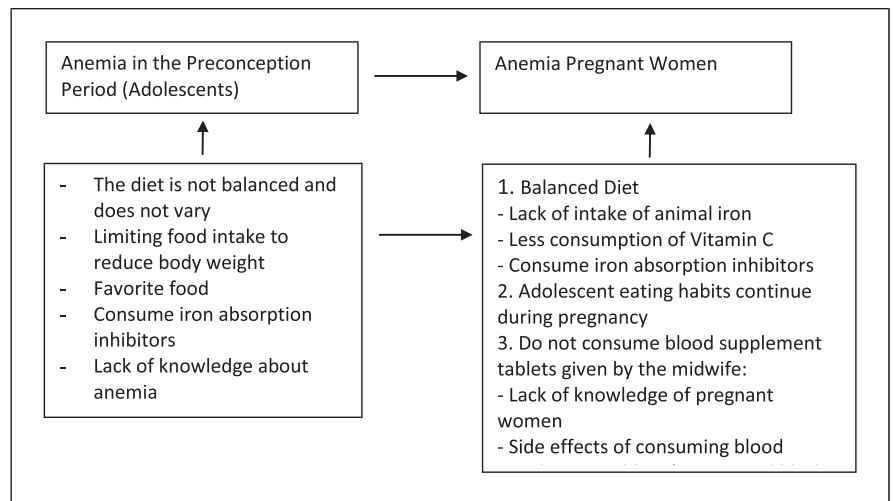 Anemia in the Preconception
Period (Adolescents)
Anemia Pregnant Women
- The diet is not balanced and
does not vary
- Limiting food intake to
reduce body weight
- Favorite food
- Consume iron absorption
inhibitors
- Lack of knowledge about
anemia
1. Balanced Diet
- Lack of intake of animal iron
- Less consumption of Vitamin C
- Consume iron absorption inhibitors
2. Adolescent eating habits continue
during pregnancy
3. Do not consume blood supplement
tablets given by the midwife:
- Lack of knowledge of pregnant
women
- Side effects of consuming blood